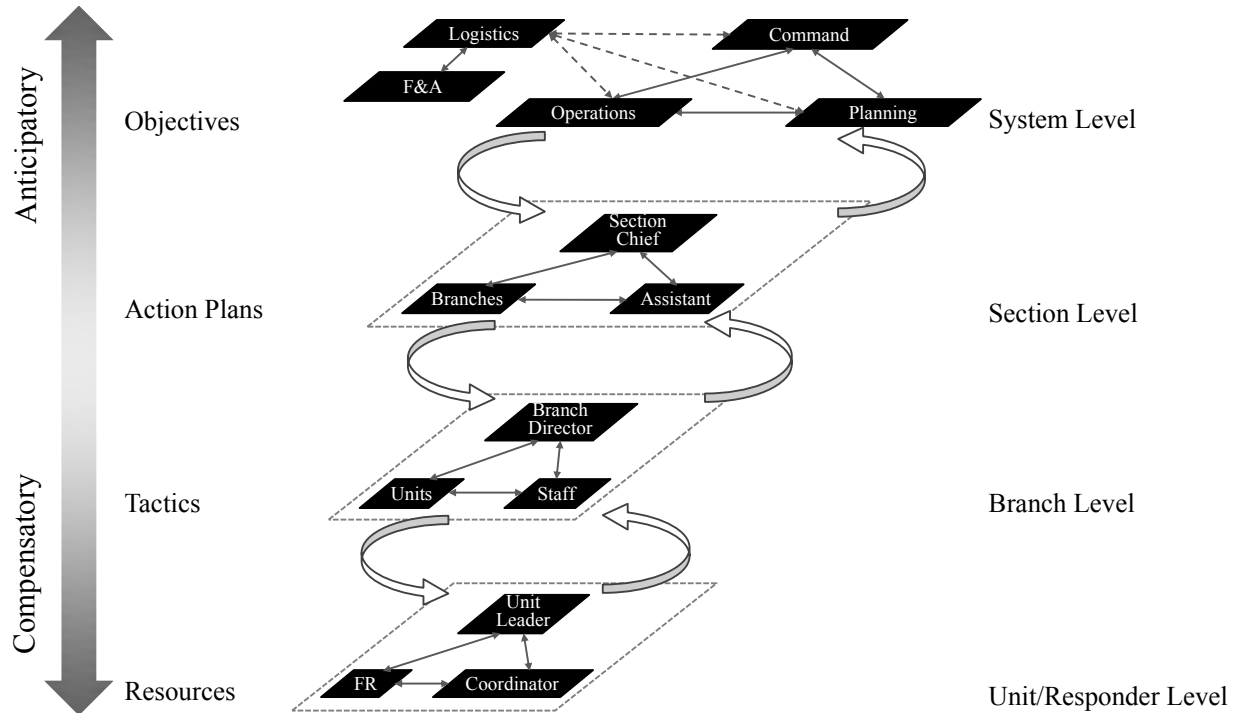 Anticipatory
Compensatory
Logistics
Command
F&A
Objectives
Operations
Planning
System Level
Section
Chief
Action Plans
Branches
Assistant
Section Level
Branch
Director
Tactics
Units
Staff
Branch Level
Unit
Leader
Resources
FR
Coordinator
Unit/Responder Level